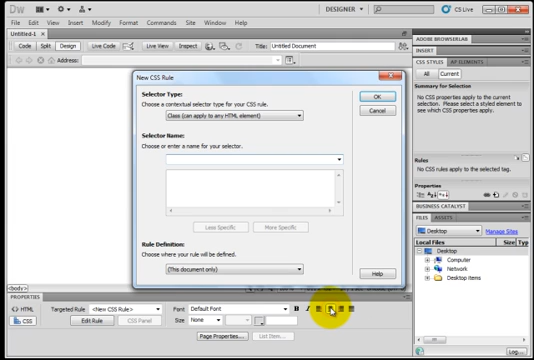 Dw
DESIGNER
CS Live
File Edit View Insert Modify Format Commands Site Window Help
Untitled-1
Code Split Design Live Code Live View Inspect Title: Untitled Document
Address:
ADOBE BROWSERLAB
INSERT
CSS STYLES AP ELEMENTS
All Current
Summary for Selection
No CSS properties apply to the current
selection. Please select a styled element to
see which CSS properties apply.
Rules
No CSS rules apply to the selected tag.
Properties
BUSINESS CATALYST
FILES ASSETS
Desktop Manage Sites
Local Files Size Typ
Desktop
Computer
Network
Desktop items
Log...
New CSS Rule
Selector Type:
Choose a contextual selector type for your CSS rule.
Class (can apply to any HTML element)
OK
Cancel
Selector Name:
Choose or enter a name for your selector.
Less Specific More Specific
Rule Definition:
Choose where your rule will be defined.
(This document only)
Help
<body>
PROPERTIES
HTML Targeted Rule <New CSS Rule> Font Default Font B I
CSS Edit Rule CSS Panel Size None
Page Properties... List Item...